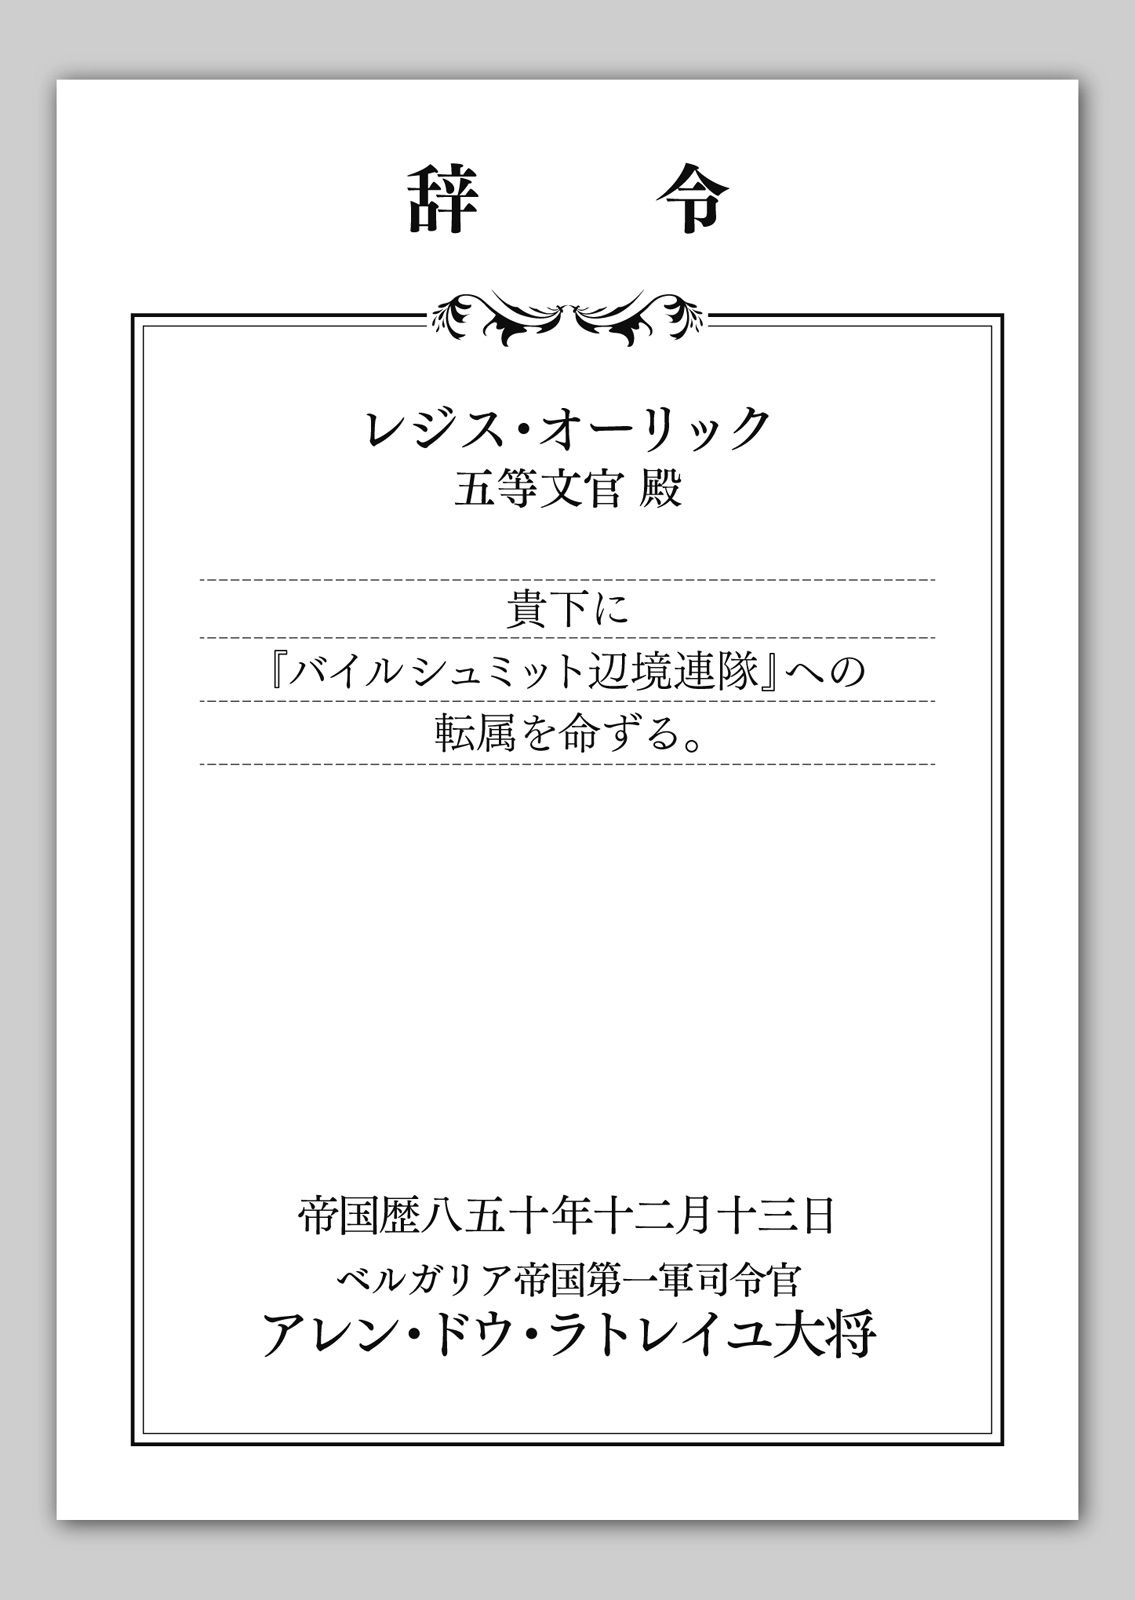 辞　令
レジス・オーリック
五等文官 殿
貴下に
『バイルシュミット辺境連隊』への
転属を命ずる。
帝国歴八五十年十二月十三日
ベルガリア帝国第一軍司令官
アレン・ドウ・ラトレイユ大将